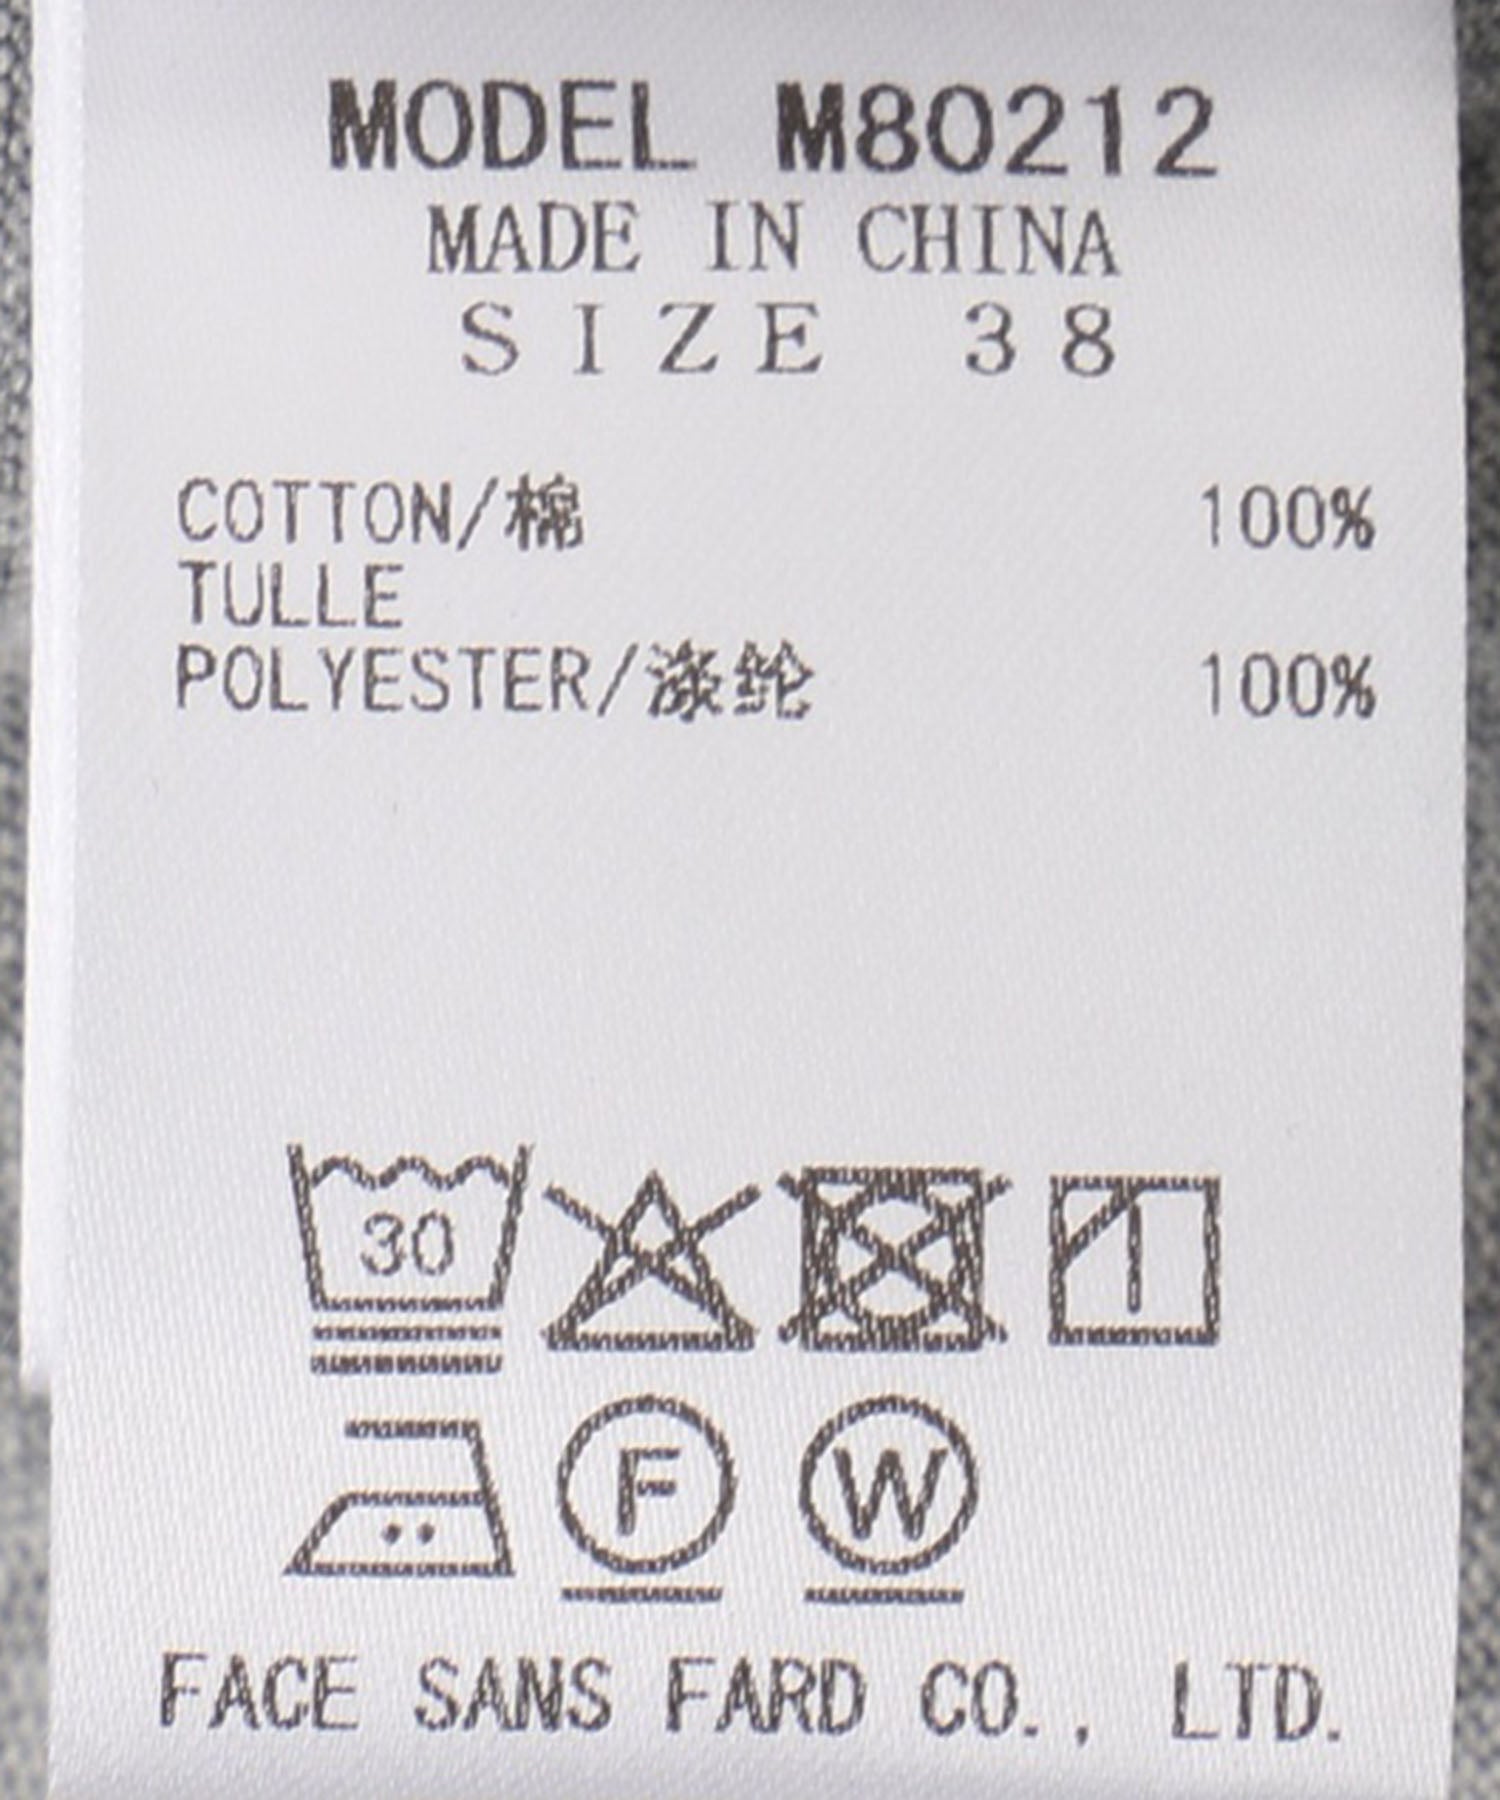 MODEL M80212
MADE IN CHINA
SIZE 38
COTTON/棉 100%
TULLE
POLYESTER/涤纶 100%
30
F W
FACE SANS FARD CO., LTD.